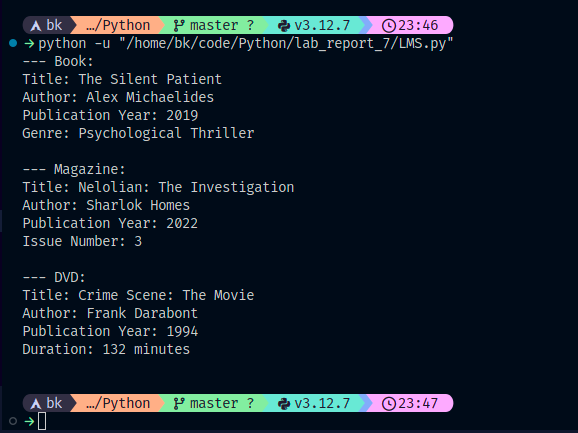 bk …/Python master ? v3.12.7 23:46
python -u "/home/bk/code/Python/lab_report_7/LMS.py"
--- Book:
Title: The Silent Patient
Author: Alex Michaelides
Publication Year: 2019
Genre: Psychological Thriller
--- Magazine:
Title: Nelolian: The Investigation
Author: Sharlok Homes
Publication Year: 2022
Issue Number: 3
--- DVD:
Title: Crime Scene: The Movie
Author: Frank Darabont
Publication Year: 1994
Duration: 132 minutes
bk …/Python master ? v3.12.7 23:47